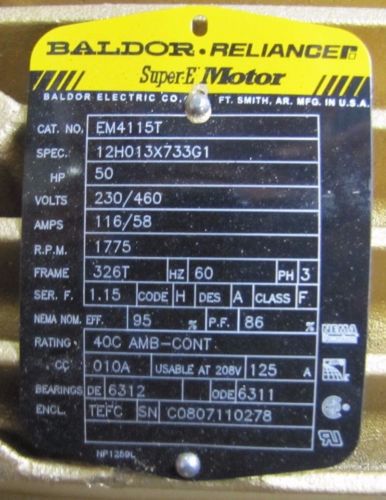 BALDOR • RELIANCER
Super-E Motor
BALDOR ELECTRIC CO. FT. SMITH, AR. MFG. IN U.S.A.
CAT. NO. EM4115T
SPEC. 12H013X733G1
HP 50
VOLTS 230/460
AMPS 116/58
R.P.M. 1775
FRAME 326T HZ 60 PH 3
SER. F. 1.15 CODE H DES A CLASS F
NEMA NOM. EFF. 95 % P.F. 86 %
NEMA
RATING 40C AMB-CONT
CC 010A USABLE AT 208V 125 A
BEARINGS DE 6312 ODE 6311
ENCL. TEFC SN C0807110278
NP1259L